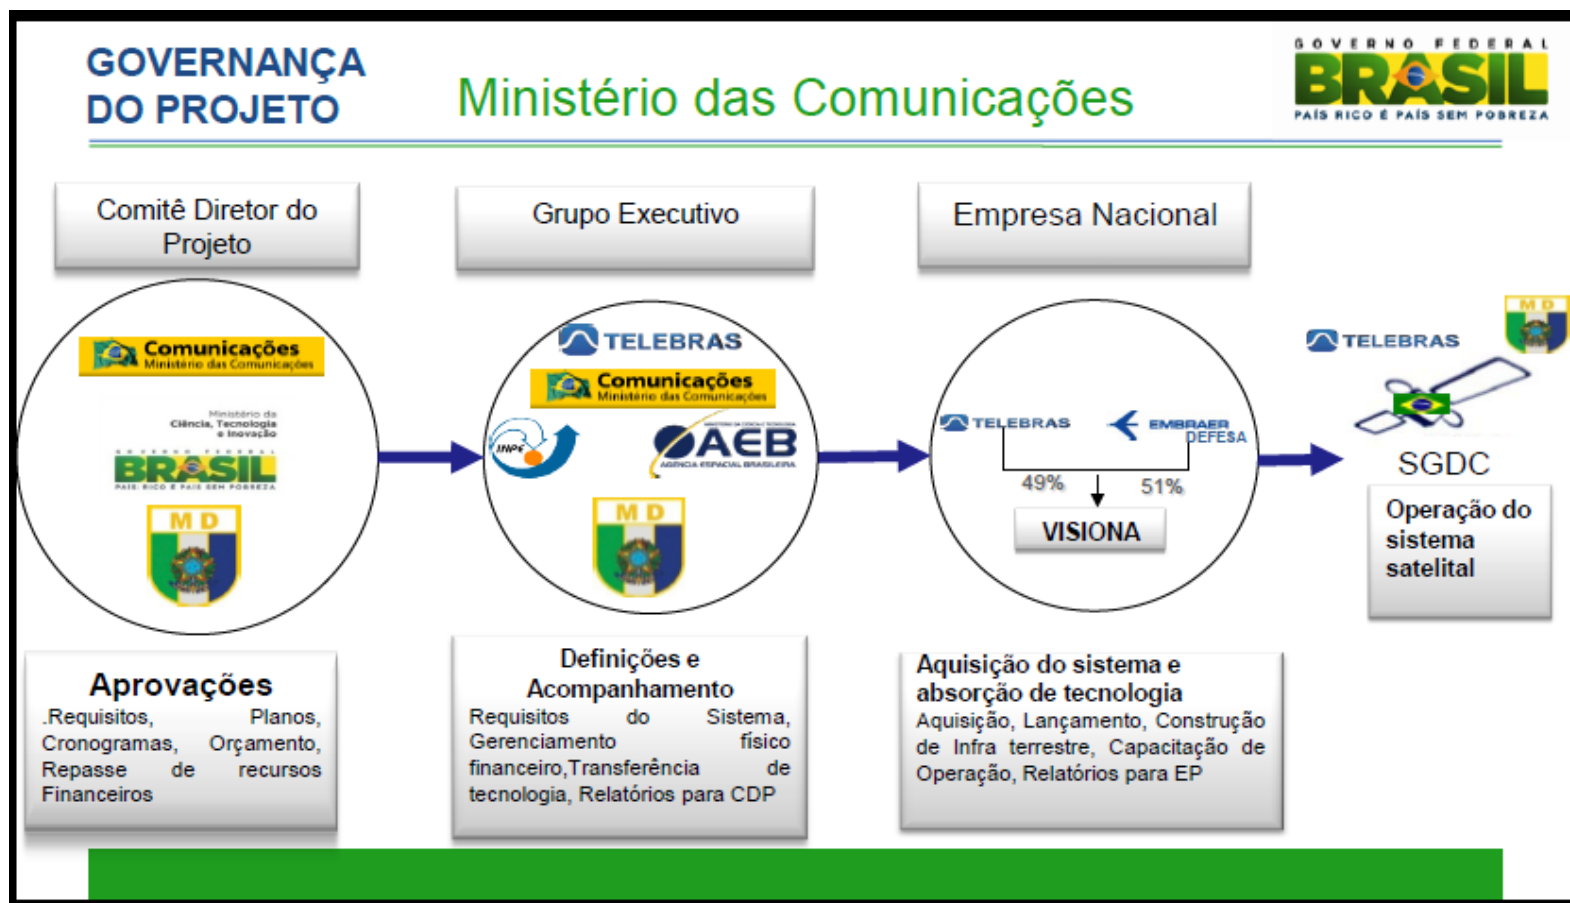 GOVERNANÇA
DO PROJETO
Ministério das Comunicações
GOVERNO FEDERAL
BRASIL
PAÍS RICO É PAÍS SEM POBREZA
Comitê Diretor do
Projeto
Comunicações
Ministério das Comunicações
Ministério da
Ciência, Tecnologia
e Inovação
GOVERNO FEDERAL
BRASIL
PAÍS RICO É PAÍS SEM POBREZA
MD
Aprovações
.Requisitos, Planos,
Cronogramas, Orçamento,
Repasse de recursos
Financeiros
Grupo Executivo
TELEBRAS
Comunicações
Ministério das Comunicações
INPE
AEB
AGÊNCIA ESPACIAL BRASILEIRA
MD
Definições e
Acompanhamento
Requisitos do Sistema,
Gerenciamento físico
financeiro,Transferência de
tecnologia, Relatórios para CDP
Empresa Nacional
TELEBRAS
EMBRAER
DEFESA
49%
51%
VISIONA
Aquisição do sistema e
absorção de tecnologia
Aquisição, Lançamento, Construção
de Infra terrestre, Capacitação de
Operação, Relatórios para EP
MD
TELEBRAS
SGDC
Operação do
sistema
satelital